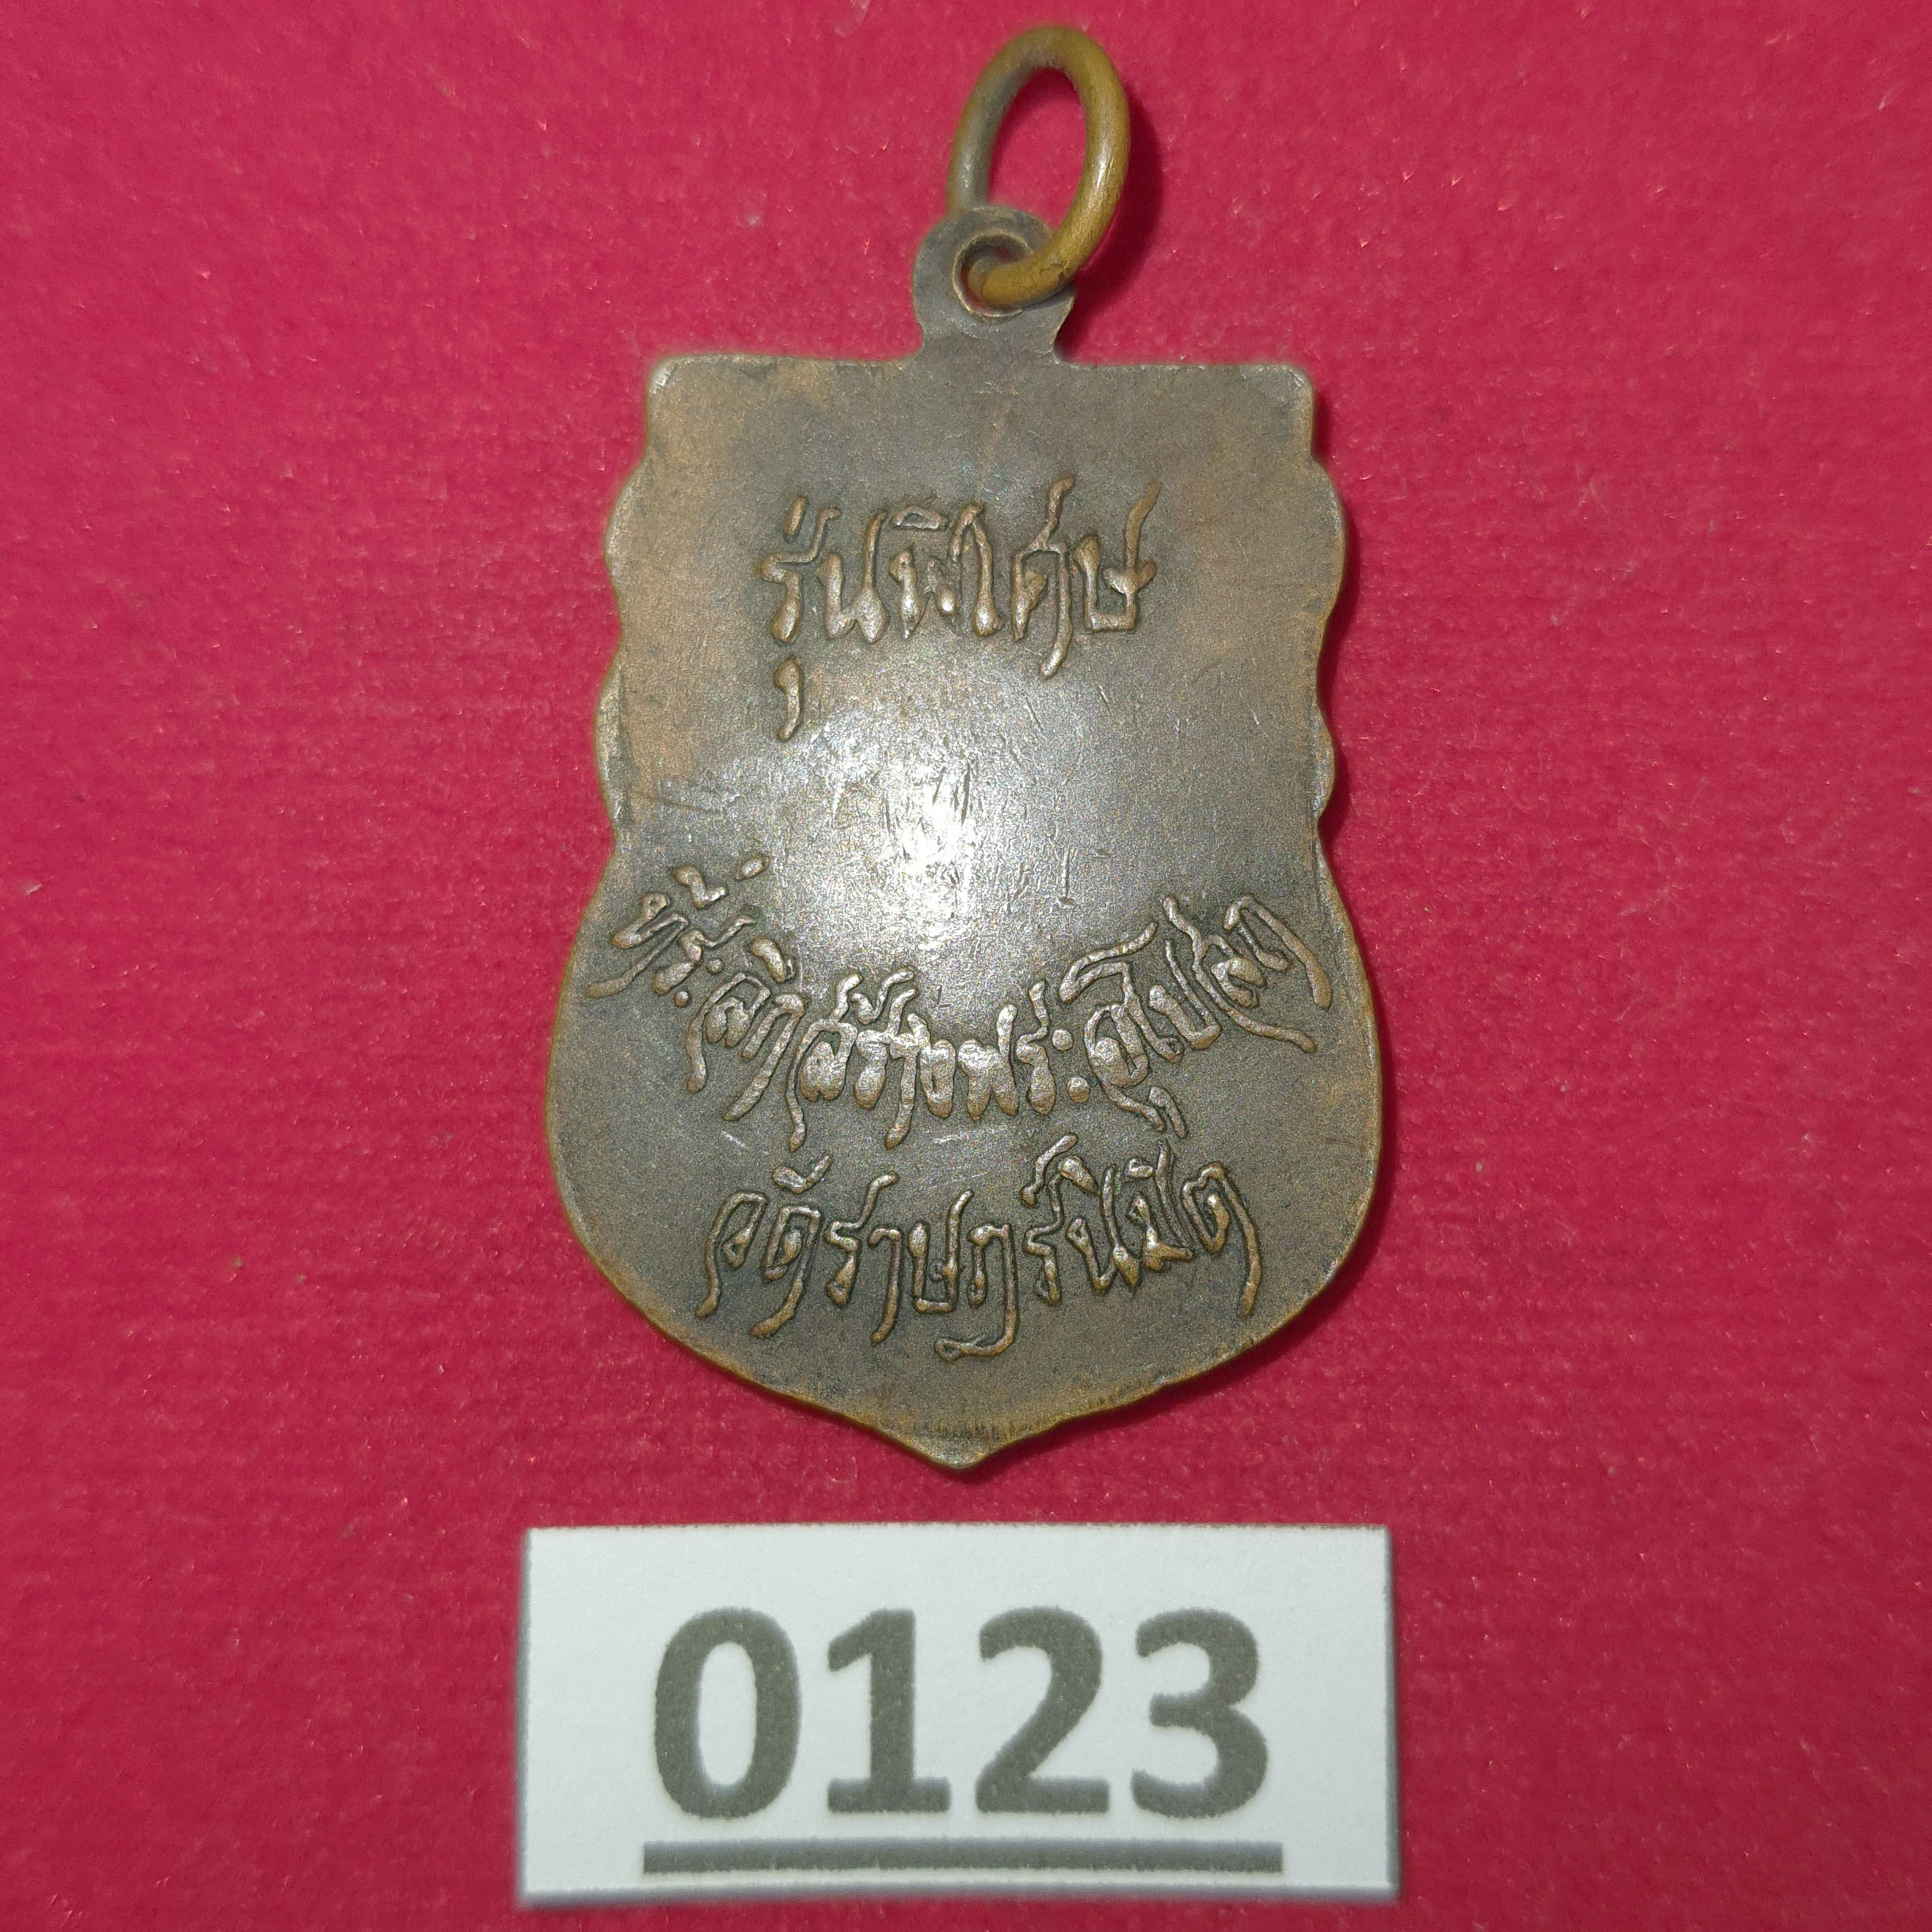 รุ่นพิเศษ
ที่ระลึกสร้างพระอุโบสถ
วัดราษฎร์นิมิต
0123